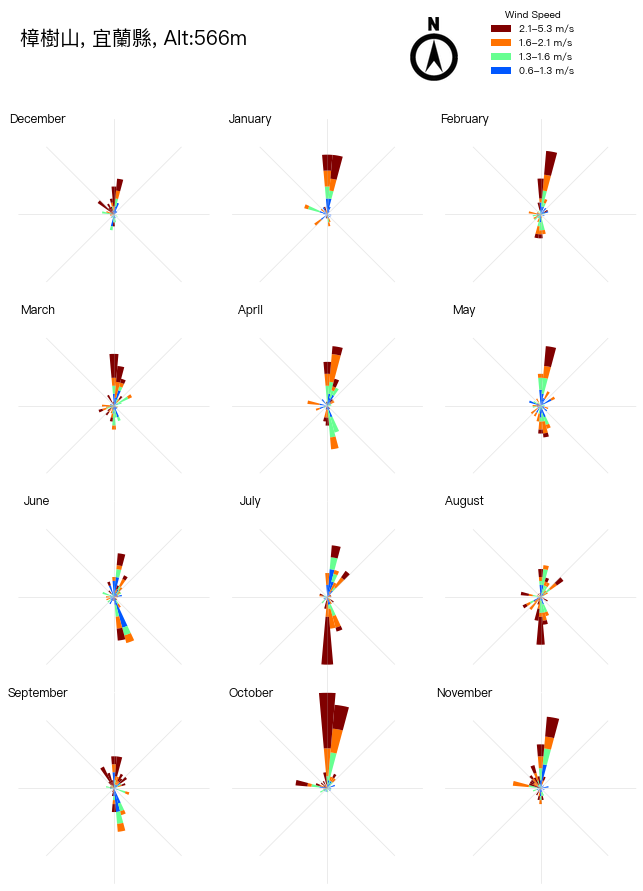 樟樹山, 宜蘭縣, Alt:566m
N
Wind Speed
2.1–5.3 m/s
1.6–2.1 m/s
1.3–1.6 m/s
0.6–1.3 m/s
December
January
February
March
April
May
June
July
August
September
October
November